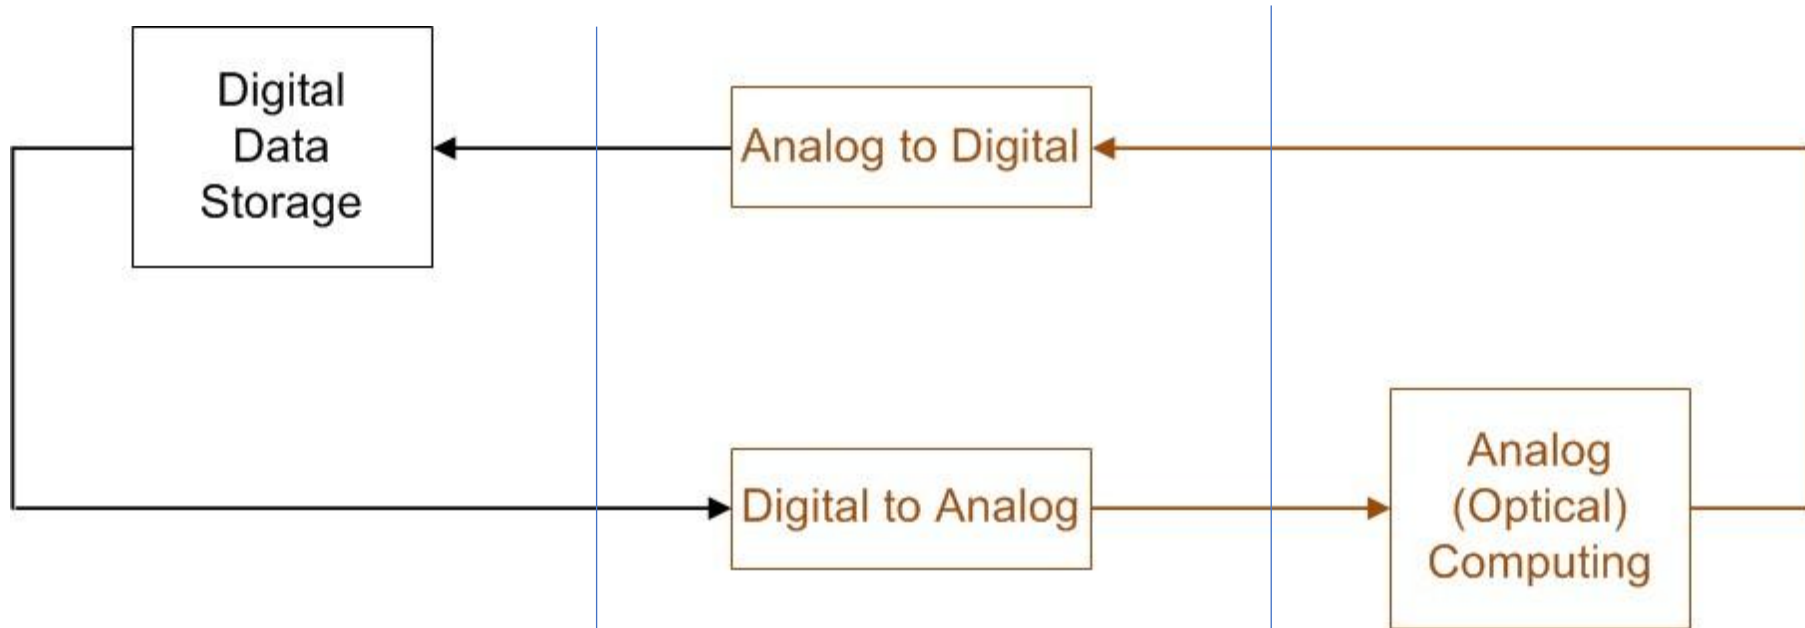 Digital
Data
Storage
Analog to Digital
Digital to Analog
Analog
(Optical)
Computing